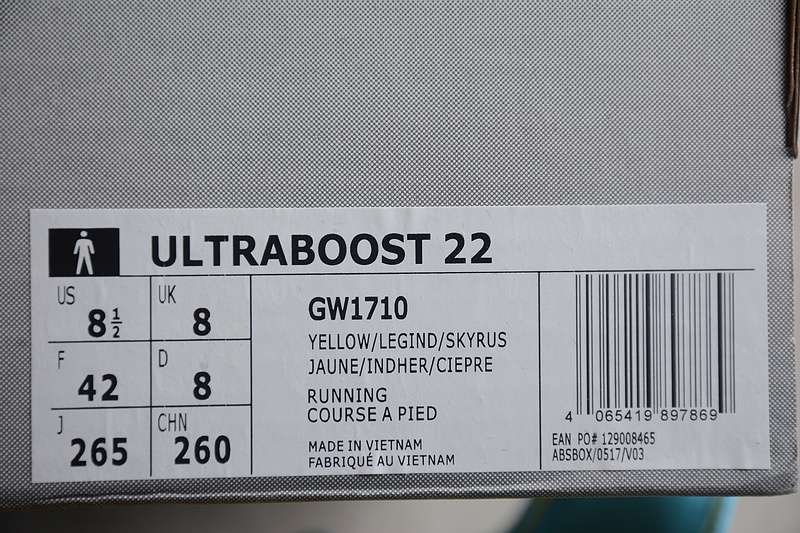 ULTRABOOST 22
US 8 1/2
UK 8
F 42
D 8
J 265
CHN 260
GW1710
YELLOW/LEGIND/SKYRUS
JAUNE/INDHER/CIEPRE
RUNNING
COURSE A PIED
MADE IN VIETNAM
FABRIQUÉ AU VIETNAM
4 065419 897869
EAN PO# 129008465
ABSBOX/0517/V03